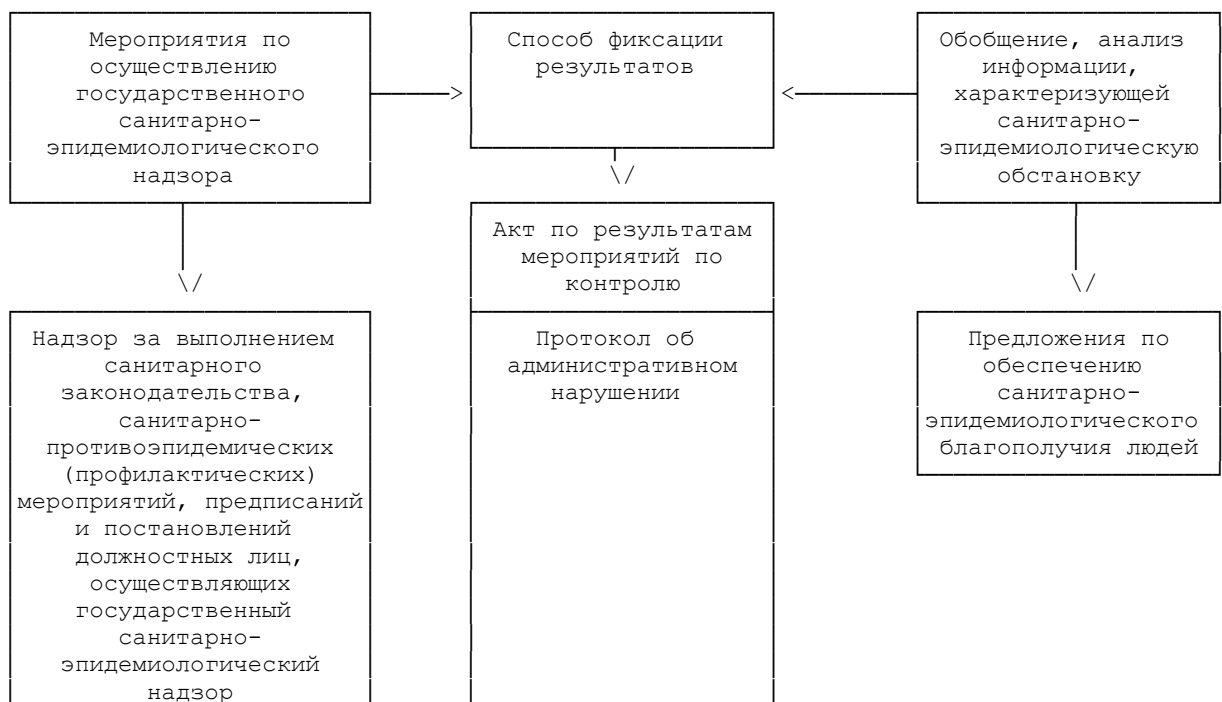 Мероприятия по
осуществлению
государственного
санитарно-
эпидемиологического
надзора
Способ фиксации
результатов
Обобщение, анализ
информации,
характеризующей
санитарно-
эпидемиологическую
обстановку
Акт по результатам
мероприятий по
контролю
Надзор за выполнением
санитарного
законодательства,
санитарно-
противоэпидемических
(профилактических)
мероприятий, предписаний
и постановлений
должностных лиц,
осуществляющих
государственный
санитарно-
эпидемиологический
надзор
Протокол об
административном
нарушении
Предложения по
обеспечению
санитарно-
эпидемиологического
благополучия людей